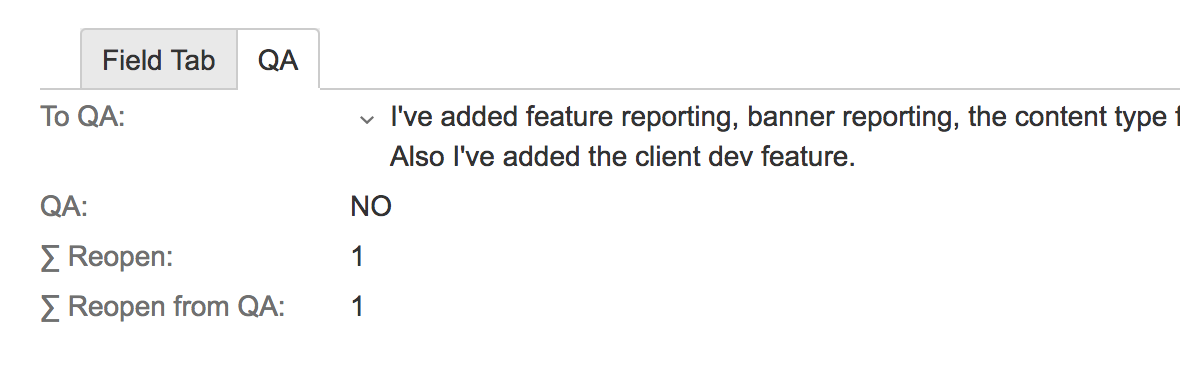 Field Tab QA
To QA: I've added feature reporting, banner reporting, the content type
Also I've added the client dev feature.
QA: NO
∑ Reopen: 1
∑ Reopen from QA: 1